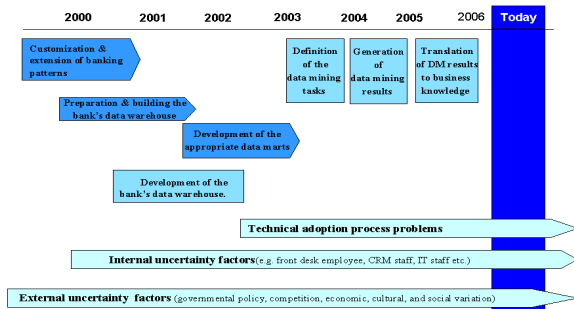 2000 2001 2002 2003 2004 2005 2006 Today
Customization &
extension of banking
patterns
Definition
of the
data mining
tasks
Generation
of
data mining
results
Translation
of DM results
to business
knowledge
Preparation & building the
bank's data warehouse
Development of the
appropriate data marts
Development of the
bank's data warehouse.
Technical adoption process problems
Internal uncertainty factors(e.g. front desk employee, CRM staff, IT staff etc.)
External uncertainty factors (governmental policy, competition, economic, cultural, and social variation)